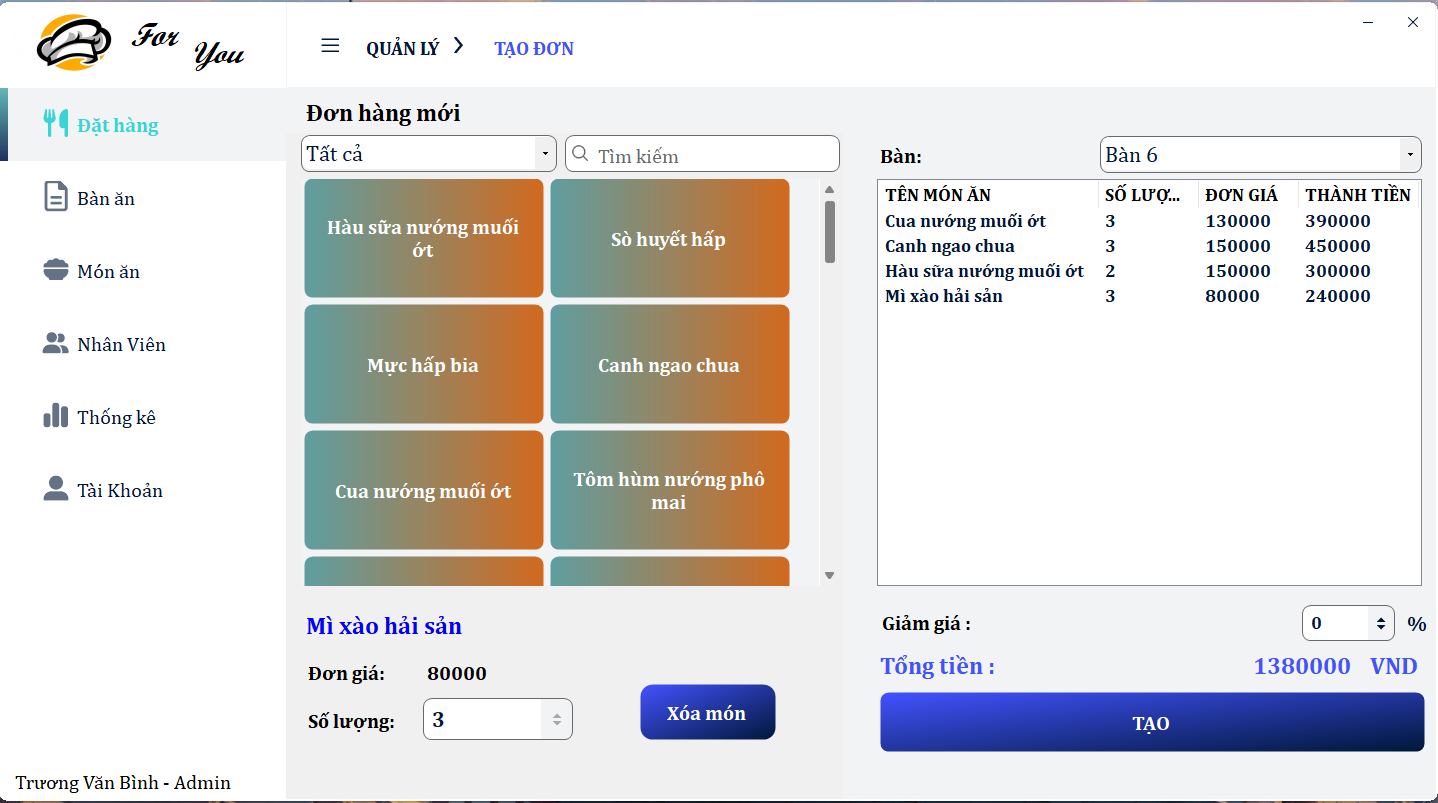 For
You
QUẢN LÝ
TẠO ĐƠN
Đặt hàng
Bàn ăn
Món ăn
Nhân Viên
Thống kê
Tài Khoản
Trương Văn Bình - Admin
Đơn hàng mới
Tất cả
Tìm kiếm
Hàu sữa nướng muối
ớt
Sò huyết hấp
Mực hấp bia
Canh ngao chua
Cua nướng muối ớt
Tôm hùm nướng phô
mai
Mì xào hải sản
Đơn giá: 80000
Số lượng: 3
Xóa món
Bàn: Bàn 6
TÊN MÓN ĂN SỐ LƯỢ... ĐƠN GIÁ THÀNH TIỀN
Cua nướng muối ớt 3 130000 390000
Canh ngao chua 3 150000 450000
Hàu sữa nướng muối ớt 2 150000 300000
Mì xào hải sản 3 80000 240000
Giảm giá : 0 %
Tổng tiền : 1380000 VND
TẠO